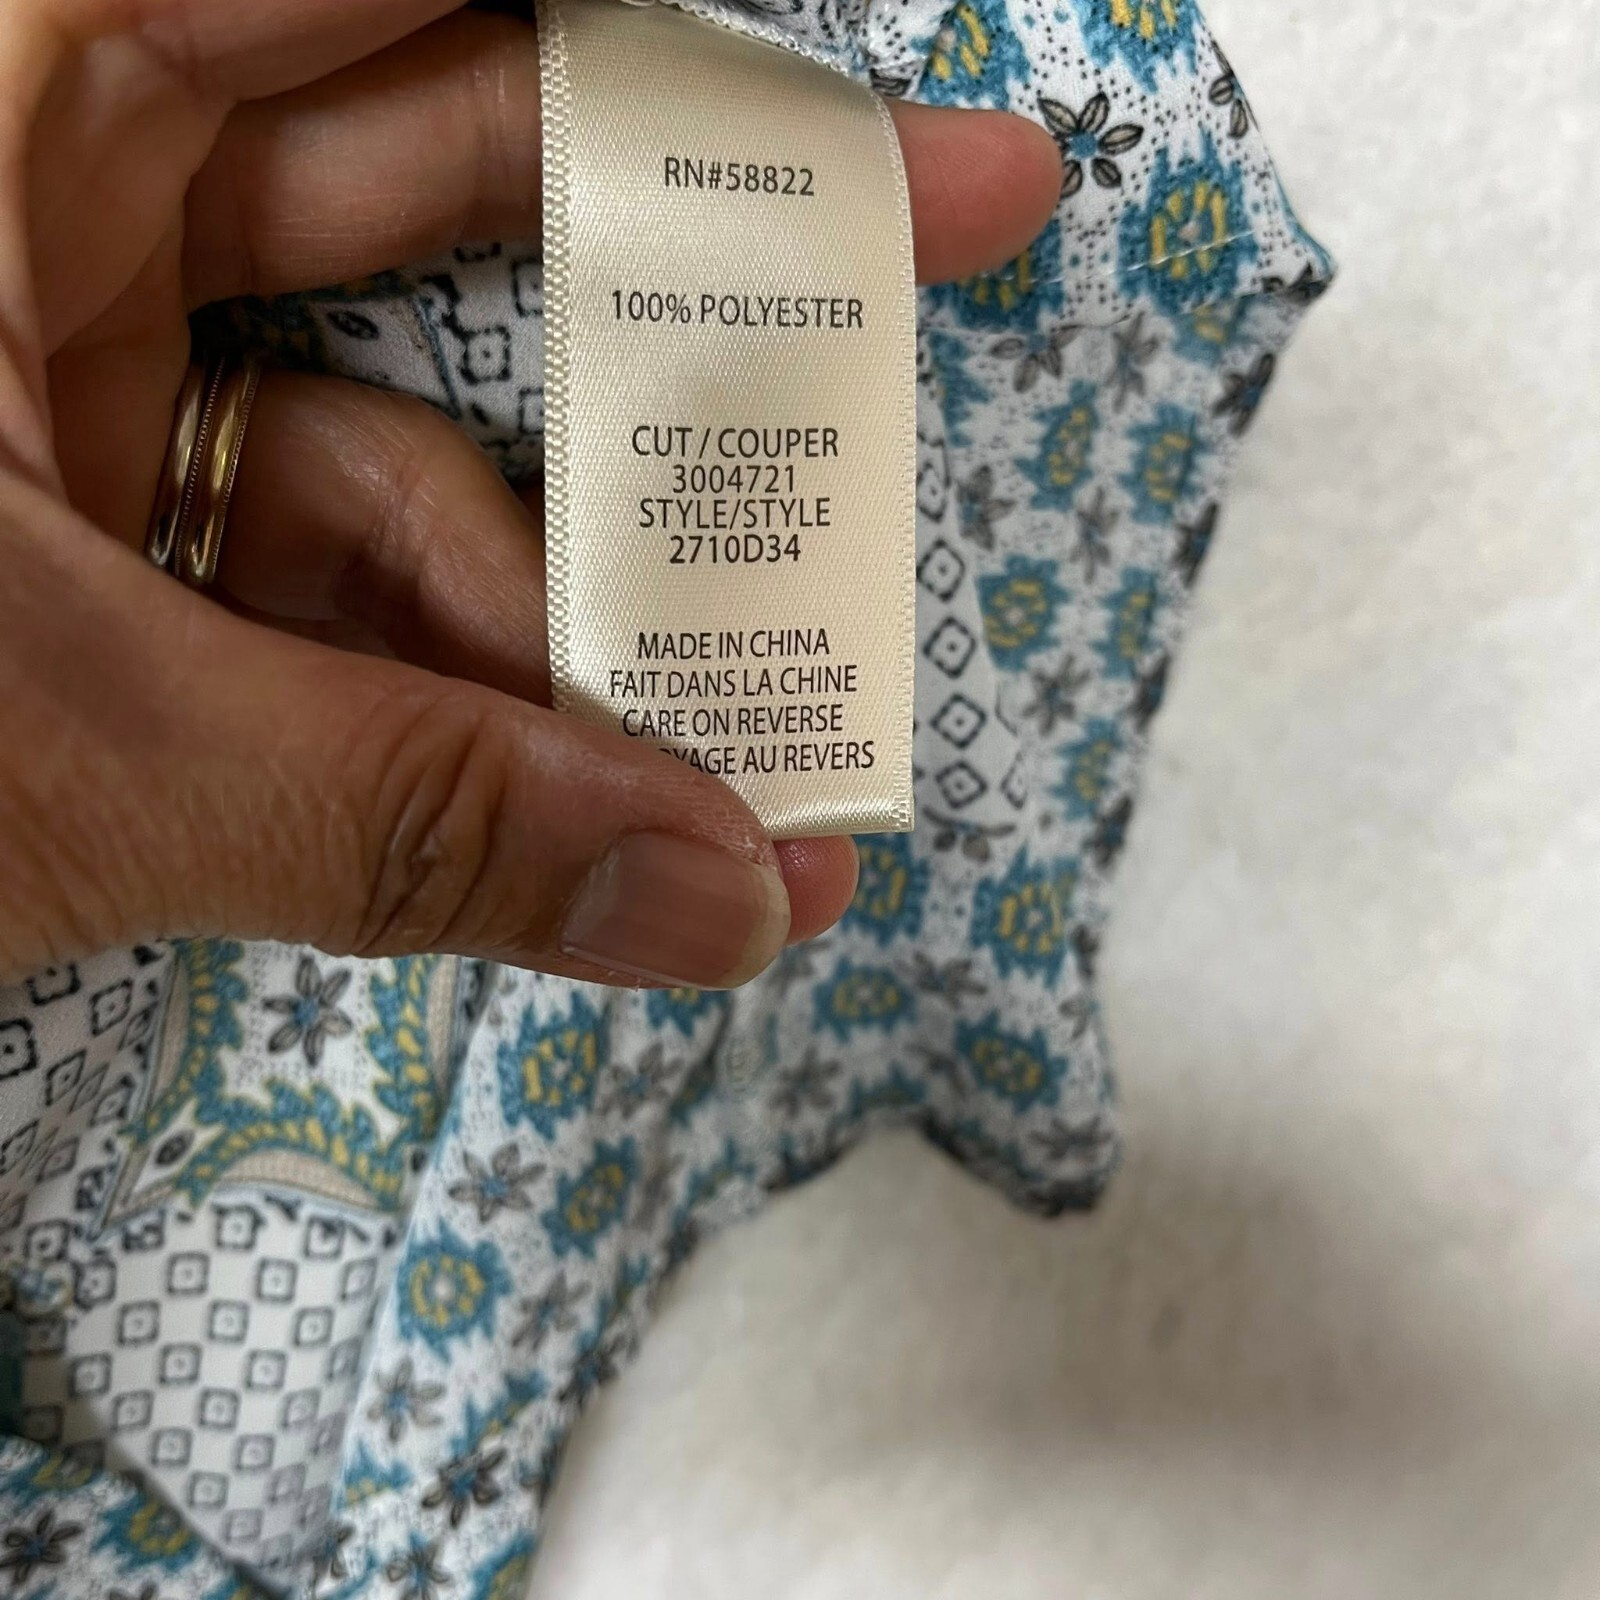 RN#58822
100% POLYESTER
CUT / COUPER
3004721
STYLE/STYLE
2710D34
MADE IN CHINA
FAIT DANS LA CHINE
CARE ON REVERSE
AU REVERS